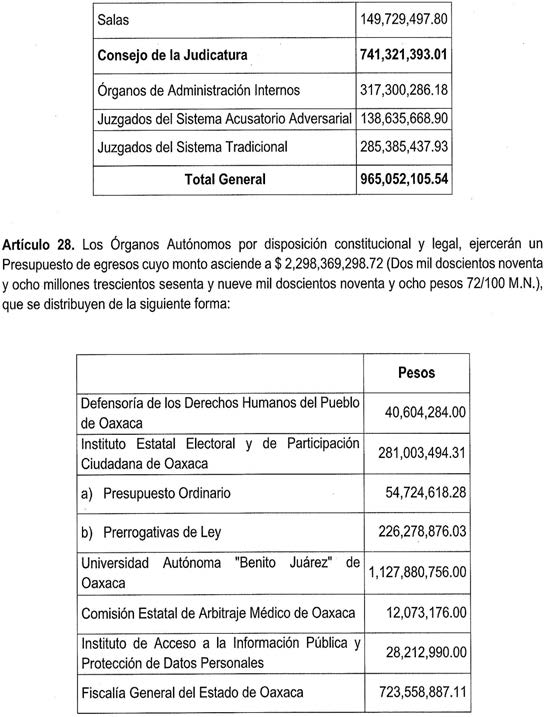 Salas 149,729,497.80
Consejo de la Judicatura 741,321,393.01
Órganos de Administración Internos 317,300,286.18
Juzgados del Sistema Acusatorio Adversarial 138,635,668.90
Juzgados del Sistema Tradicional 285,385,437.93
Total General 965,052,105.54
Artículo 28. Los Órganos Autónomos por disposición constitucional y legal, ejercerán un
Presupuesto de egresos cuyo monto asciende a $ 2,298,369,298.72 (Dos mil doscientos noventa
y ocho millones trescientos sesenta y nueve mil doscientos noventa y ocho pesos 72/100 M.N.),
que se distribuyen de la siguiente forma:
Pesos
Defensoría de los Derechos Humanos del Pueblo
de Oaxaca 40,604,284.00
Instituto Estatal Electoral y de Participación
Ciudadana de Oaxaca 281,003,494.31
a) Presupuesto Ordinario 54,724,618.28
b) Prerrogativas de Ley 226,278,876.03
Universidad Autónoma "Benito Juárez" de
Oaxaca 1,127,880,756.00
Comisión Estatal de Arbitraje Médico de Oaxaca 12,073,176.00
Instituto de Acceso a la Información Pública y
Protección de Datos Personales 28,212,990.00
Fiscalía General del Estado de Oaxaca 723,558,887.11